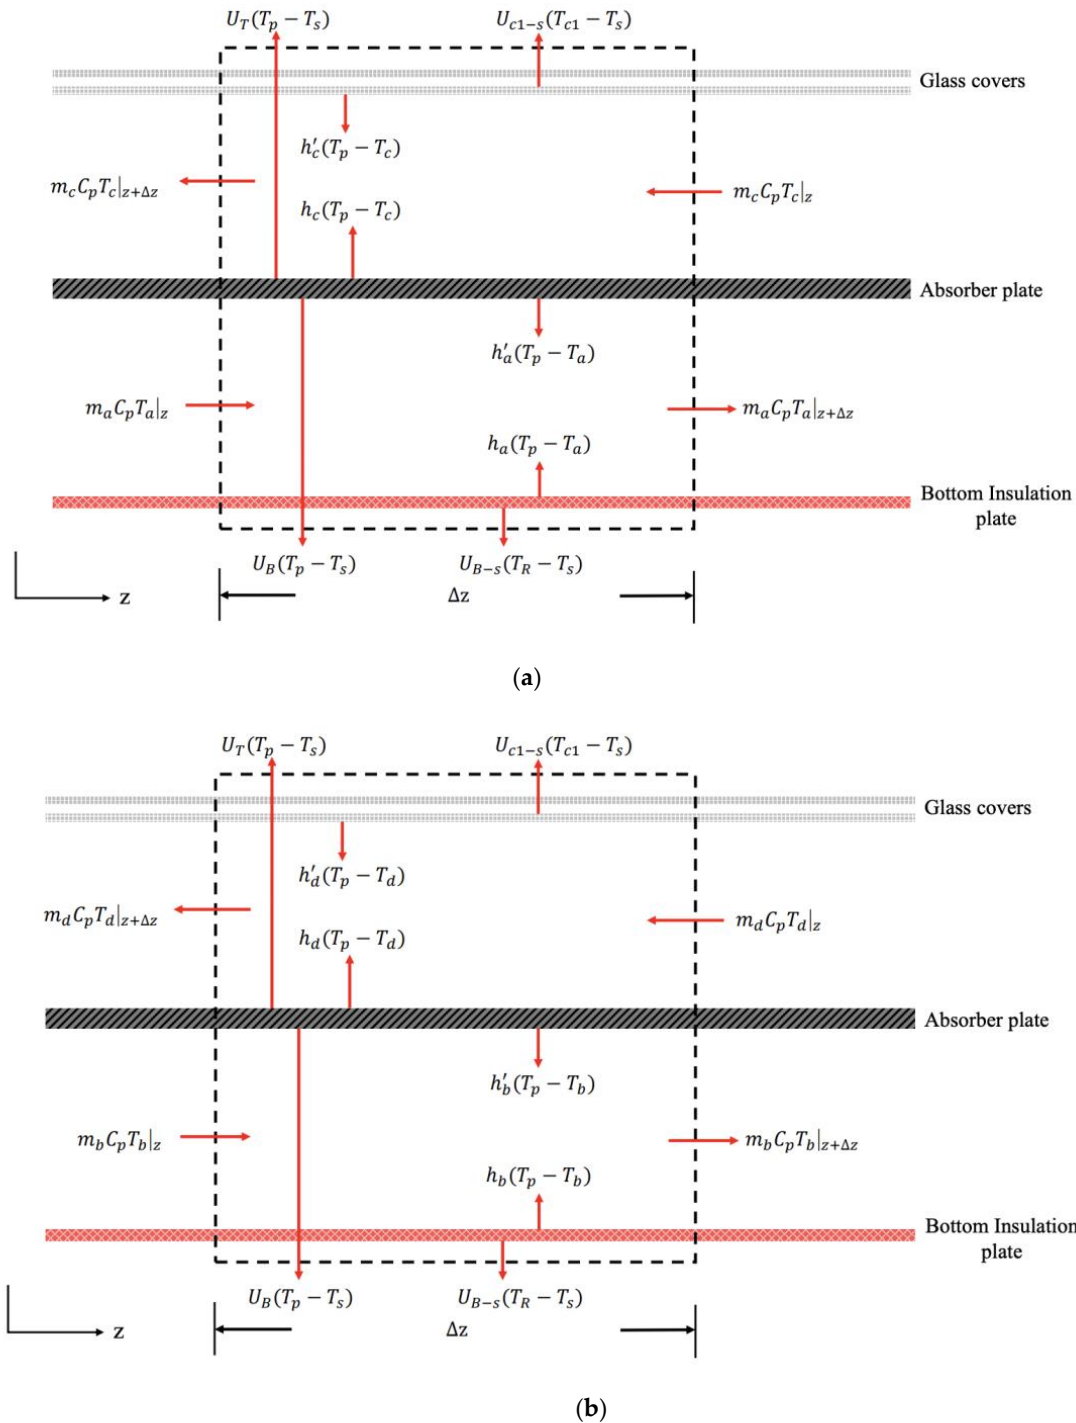 U_T(T_p − T_s)
U_{c1−s}(T_{c1} − T_s)
Glass covers
h′_c(T_p − T_c)
m_cC_pT_c|_{z+Δz}
m_cC_pT_c|_z
h_c(T_p − T_c)
Absorber plate
h′_a(T_p − T_a)
m_aC_pT_a|_z
m_aC_pT_a|_{z+Δz}
h_a(T_p − T_a)
Bottom Insulation
plate
U_B(T_p − T_s)
U_{B−s}(T_R − T_s)
z
Δz
(a)
U_T(T_p − T_s)
U_{c1−s}(T_{c1} − T_s)
Glass covers
h′_d(T_p − T_d)
m_dC_pT_d|_{z+Δz}
m_dC_pT_d|_z
h_d(T_p − T_d)
Absorber plate
h′_b(T_p − T_b)
m_bC_pT_b|_z
m_bC_pT_b|_{z+Δz}
h_b(T_p − T_b)
Bottom Insulation
plate
U_B(T_p − T_s)
U_{B−s}(T_R − T_s)
z
Δz
(b)